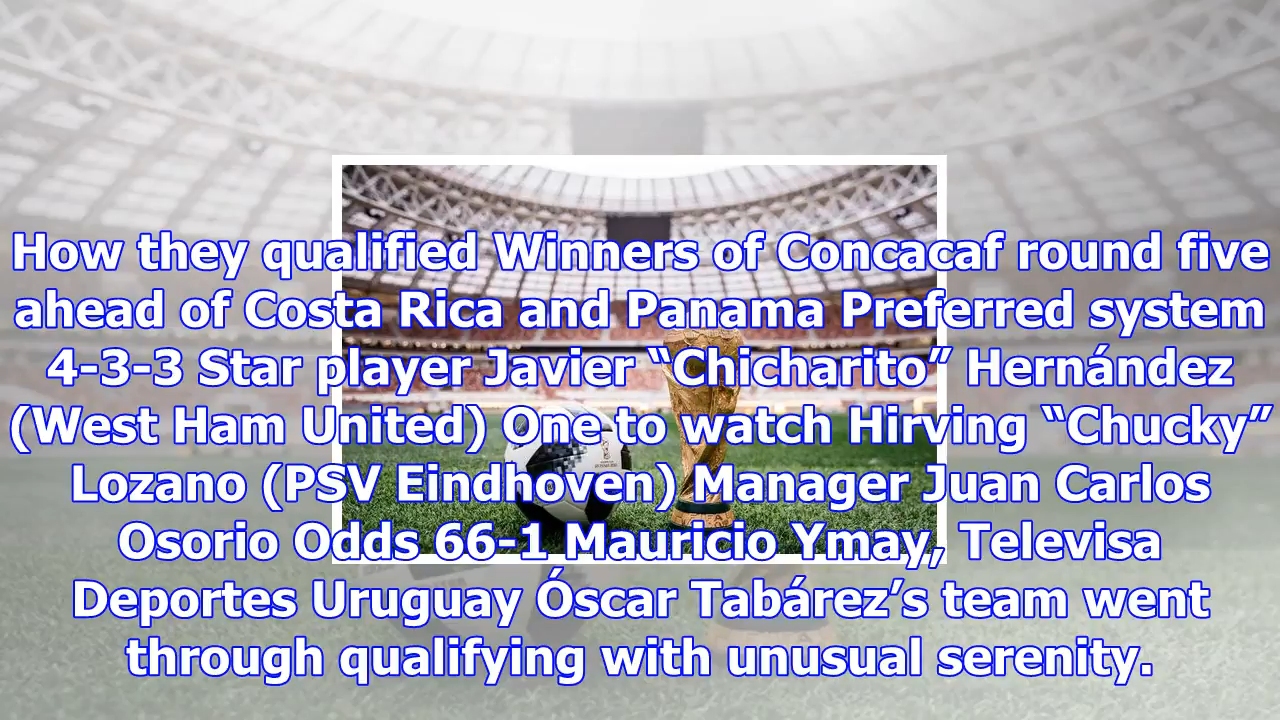 How they qualified Winners of Concacaf round five
ahead of Costa Rica and Panama Preferred system
4-3-3 Star player Javier “Chicharito” Hernández
(West Ham United) One to watch Hirving “Chucky”
Lozano (PSV Eindhoven) Manager Juan Carlos
Osorio Odds 66-1 Mauricio Ymay, Televisa
Deportes Uruguay Óscar Tabárez’s team went
through qualifying with unusual serenity.